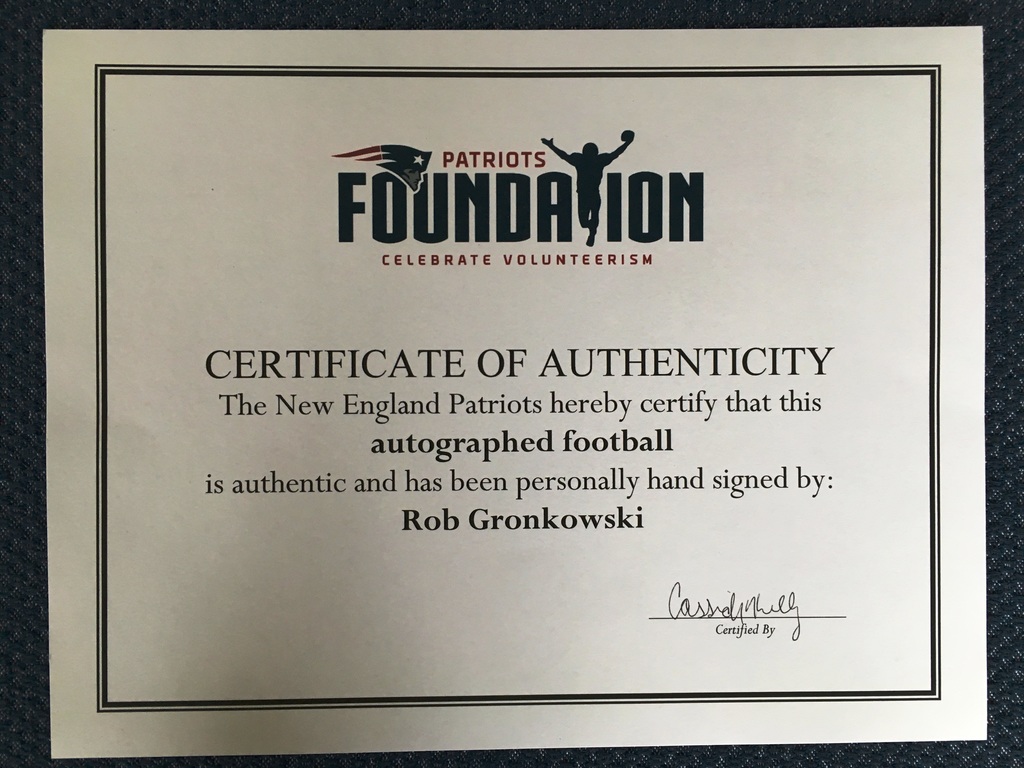 PATRIOTS
FOUNDATION
CELEBRATE VOLUNTEERISM
CERTIFICATE OF AUTHENTICITY
The New England Patriots hereby certify that this
autographed football
is authentic and has been personally hand signed by:
Rob Gronkowski
Certified By